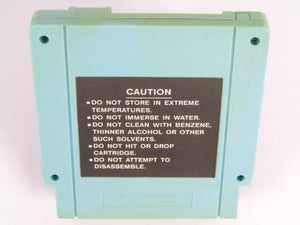 CAUTION
●DO NOT STORE IN EXTREME
TEMPERATURES.
●DO NOT IMMERSE IN WATER.
●DO NOT CLEAN WITH BENZENE,
THINNER ALCOHOL OR OTHER
SUCH SOLVENTS.
●DO NOT HIT OR DROP
CARTRIDGE.
●DO NOT ATTEMPT TO
DISASSEMBLE.